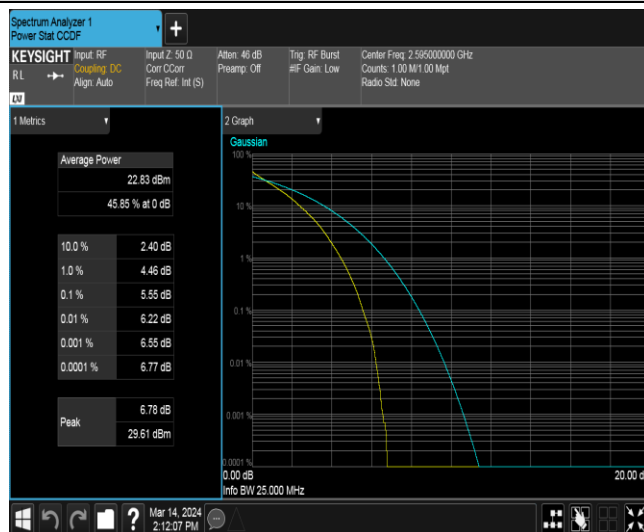 Spectrum Analyzer 1
Power Stat CCDF
+
KEYSIGHT
RL
LXI
Input: RF
Coupling: DC
Align: Auto
Input Z: 50 Ω
Corr CCorr
Freq Ref: Int (S)
Atten: 46 dB
Preamp: Off
Trig: RF Burst
#IF Gain: Low
Center Freq: 2.595000000 GHz
Counts: 1.00 M/1.00 Mpt
Radio Std: None
1 Metrics
Average Power
22.83 dBm
45.85 % at 0 dB
10.0 % 2.40 dB
1.0 % 4.46 dB
0.1 % 5.55 dB
0.01 % 6.22 dB
0.001 % 6.55 dB
0.0001 % 6.77 dB
Peak
6.78 dB
29.61 dBm
2 Graph
Gaussian
100 %
10 %
1 %
0.1 %
0.01 %
0.001 %
0.0001 %
0.00 dB
20.00 d
Info BW 25.000 MHz
?
Mar 14, 2024
2:12:07 PM